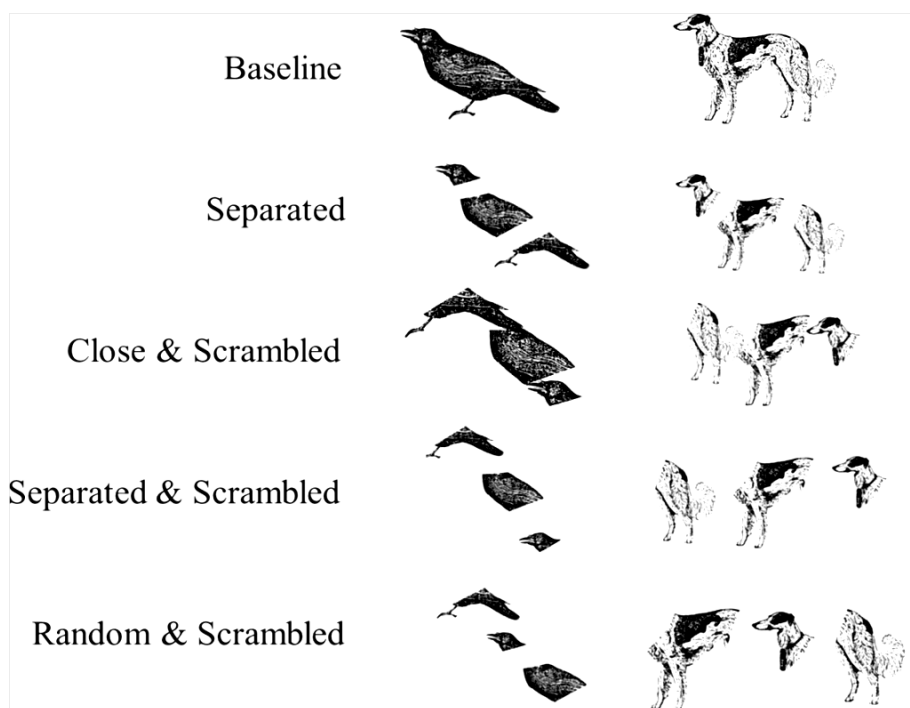 Baseline
Separated
Close & Scrambled
Separated & Scrambled
Random & Scrambled